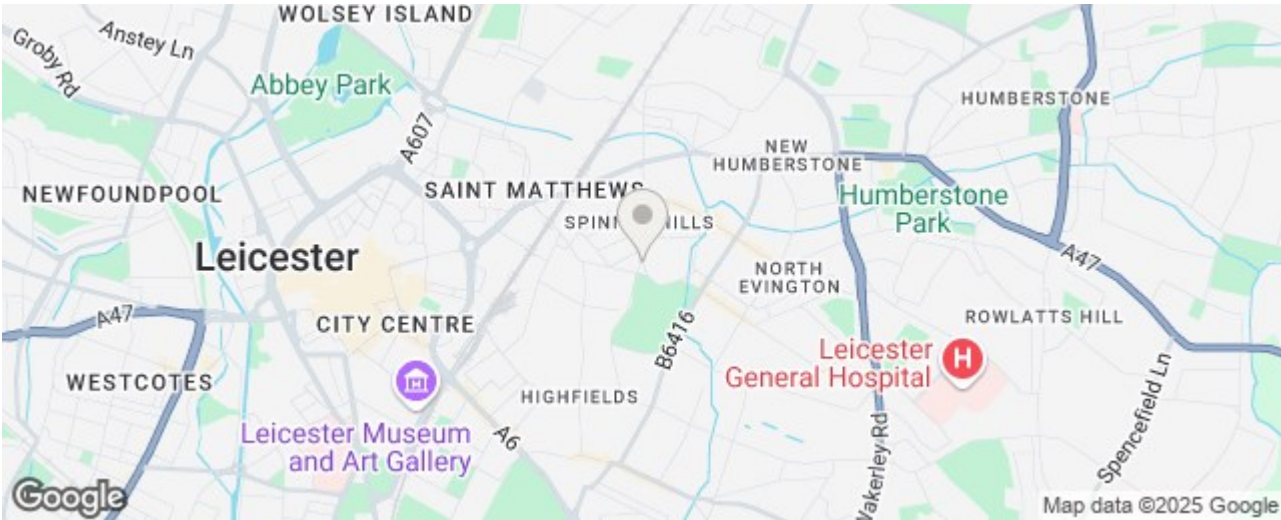 WOLSEY ISLAND
Anstey Ln
Groby Rd
Abbey Park
A607
HUMBERSTONE
NEW
HUMBERSTONE
NEWFOUNDPOOL
SAINT MATTHEWS
Humberstone
Park
Leicester
A47
NORTH
EVINGTON
A47
CITY CENTRE
B6416
ROWLATTS HILL
Leicester
General Hospital
H
WESTCOTES
HIGHFIELDS
Leicester Museum
and Art Gallery
A6
Wakerley Rd
Spencefield Ln
Google
Map data ©2025 Google